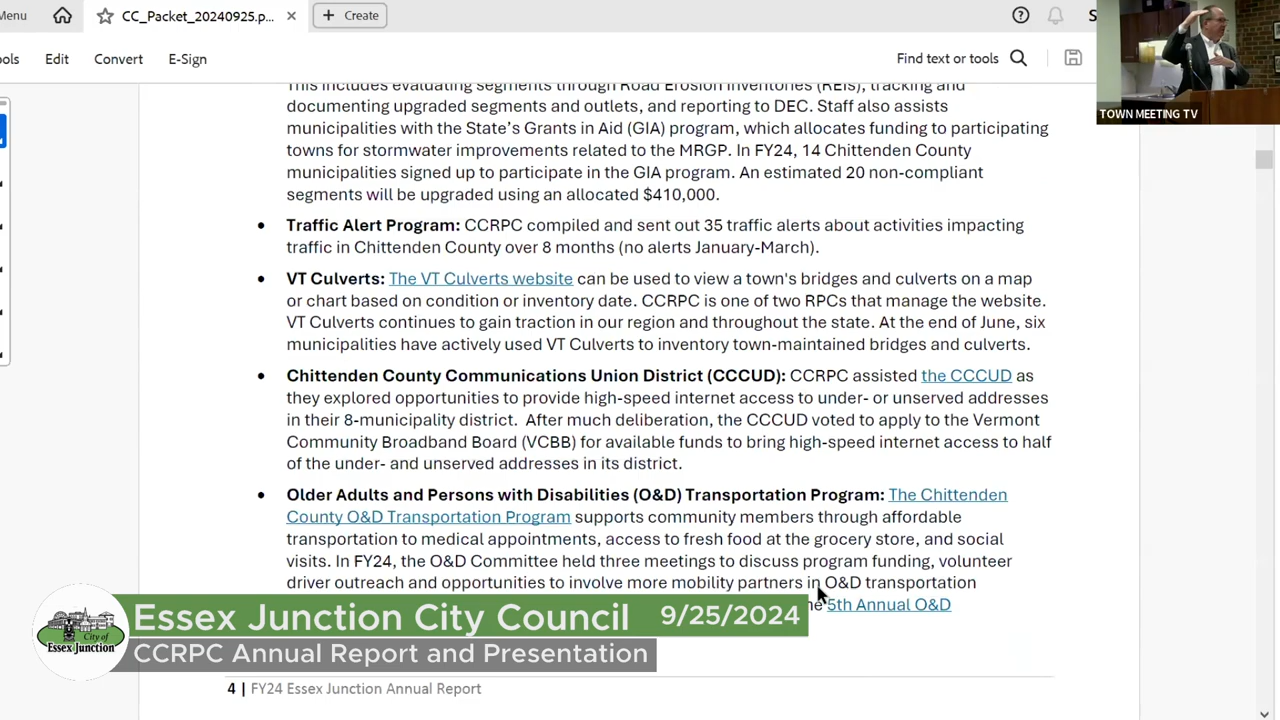 Menu
CC_Packet_20240925.p...
Create
ols
Edit
Convert
E-Sign
Find text or tools
TOWN MEETING TV
This includes evaluating segments through Road Erosion Inventories (REIs), tracking and
documenting upgraded segments and outlets, and reporting to DEC. Staff also assists
municipalities with the State's Grants in Aid (GIA) program, which allocates funding to participating
towns for stormwater improvements related to the MRGP. In FY24, 14 Chittenden County
municipalities signed up to participate in the GIA program. An estimated 20 non-compliant
segments will be upgraded using an allocated $410,000.
• Traffic Alert Program: CCRPC compiled and sent out 35 traffic alerts about activities impacting
traffic in Chittenden County over 8 months (no alerts January-March).
• VT Culverts: The VT Culverts website can be used to view a town's bridges and culverts on a map
or chart based on condition or inventory date. CCRPC is one of two RPCs that manage the website.
VT Culverts continues to gain traction in our region and throughout the state. At the end of June, six
municipalities have actively used VT Culverts to inventory town-maintained bridges and culverts.
• Chittenden County Communications Union District (CCCUD): CCRPC assisted the CCCUD as
they explored opportunities to provide high-speed internet access to under- or unserved addresses
in their 8-municipality district. After much deliberation, the CCCUD voted to apply to the Vermont
Community Broadband Board (VCBB) for available funds to bring high-speed internet access to half
of the under- and unserved addresses in its district.
• Older Adults and Persons with Disabilities (O&D) Transportation Program: The Chittenden
County O&D Transportation Program supports community members through affordable
transportation to medical appointments, access to fresh food at the grocery store, and social
visits. In FY24, the O&D Committee held three meetings to discuss program funding, volunteer
driver outreach and opportunities to involve more mobility partners in O&D transportation
5th Annual O&D
City of
Essex Junction
Essex Junction City Council 9/25/2024
CCRPC Annual Report and Presentation
4 | FY24 Essex Junction Annual Report